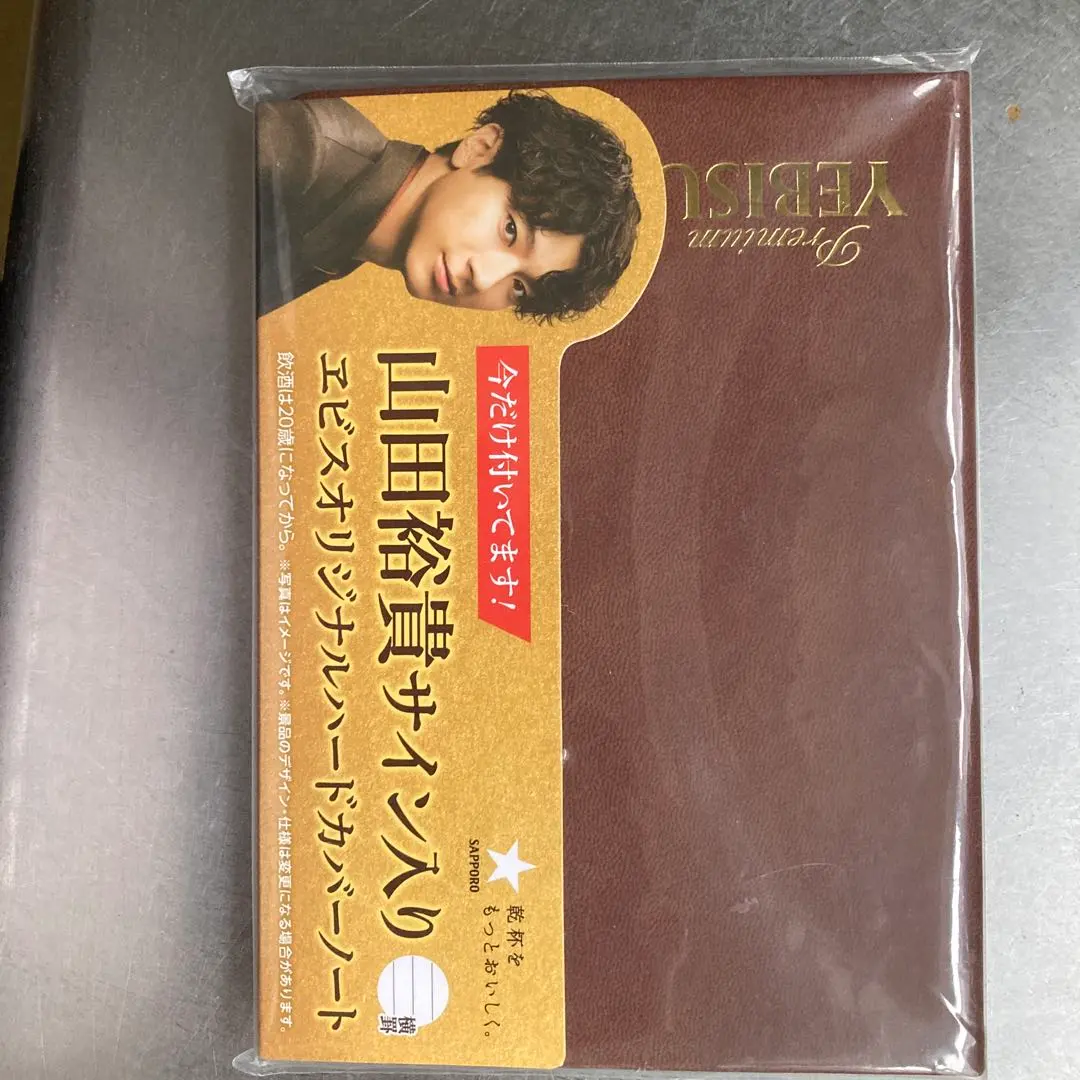 今だけ付いてます!
山田裕貴サイン入り
ヱビスオリジナルハードカバーノート
飲酒は20歳になってから。※写真はイメージです。※景品のデザイン・仕様は変更になる場合があります。
横罫
SAPPORO
乾杯を
もっとおいしく。
Premium
YEBISU